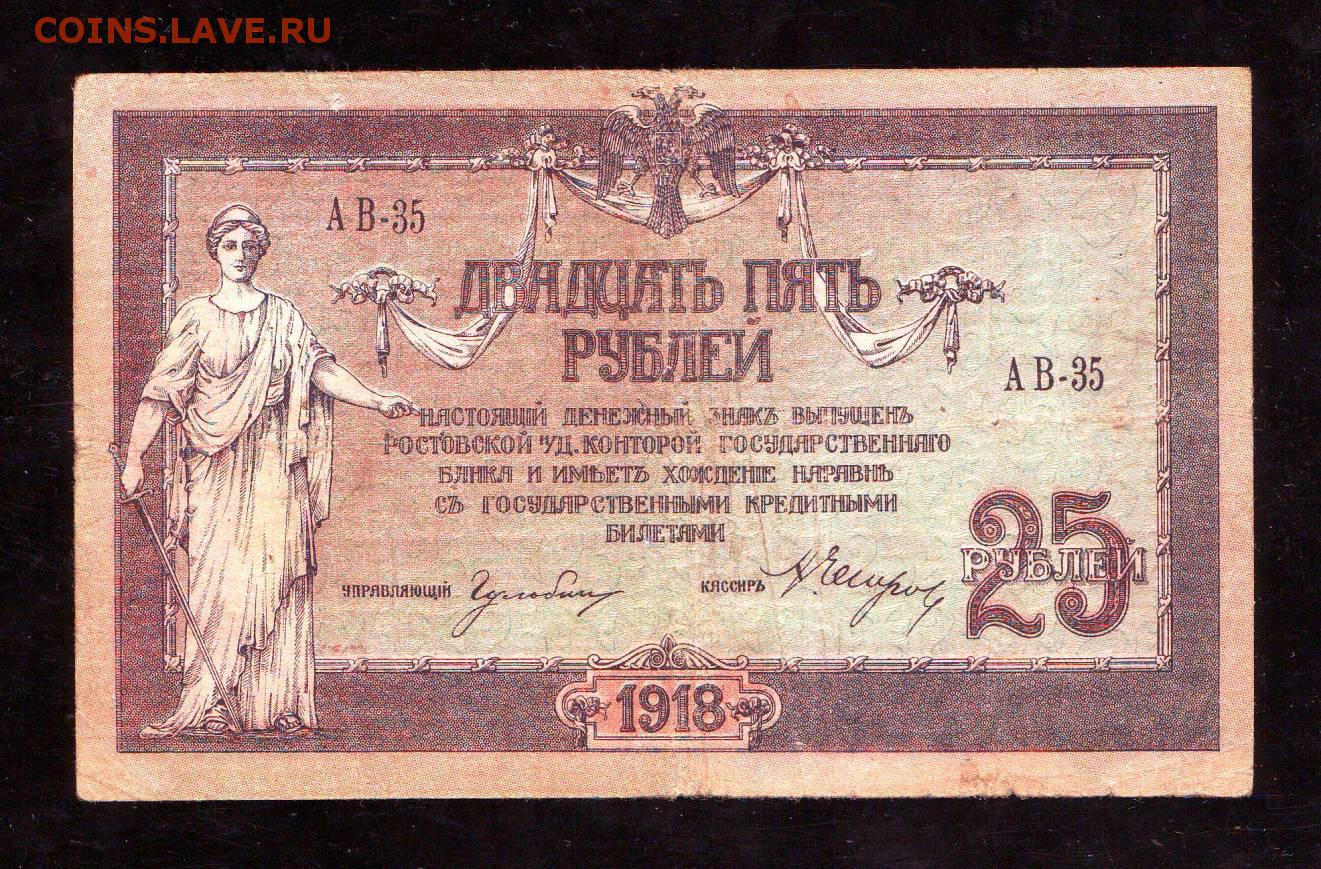 COINS.LAVE.RU
АВ-35
ДВАДЦАТЬ ПЯТЬ
РУБЛЕЙ
АВ-35
НАСТОЯЩІЙ ДЕНЕЖНЫЙ ЗНАКЪ ВЫПУЩЕНЪ
РОСТОВСКОЙ УД. КОНТОРОЙ ГОСУДАРСТВЕННАГО
БАНКА И ИМѢЕТЪ ХОЖДЕНІЕ НАРАВНѢ
СЪ ГОСУДАРСТВЕННЫМИ КРЕДИТНЫМИ
БИЛЕТАМИ
25
РУБЛЕЙ
УПРАВЛЯЮЩІЙ
КАССИРЪ
1918